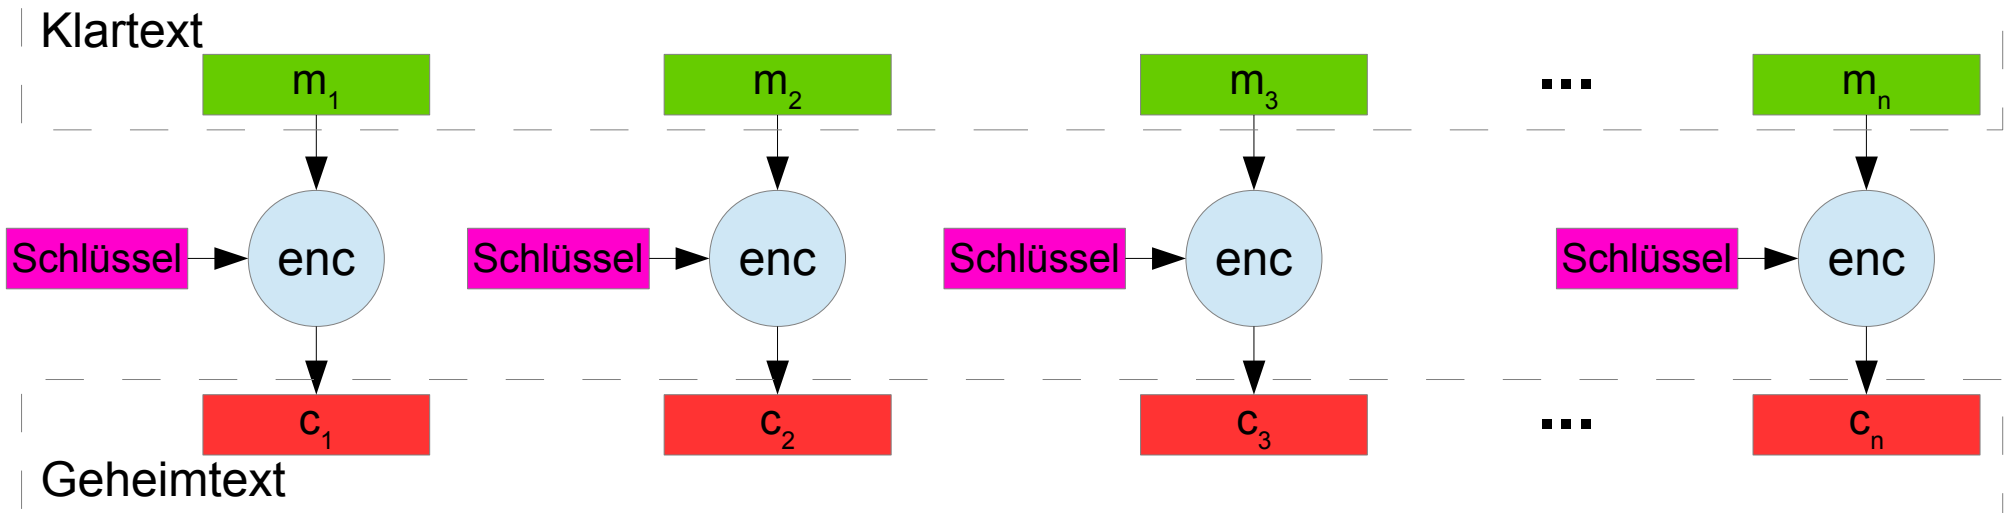 Klartext
m1 m2 m3 ... mn
Schlüssel enc Schlüssel enc Schlüssel enc Schlüssel enc
c1 c2 c3 ... cn
Geheimtext